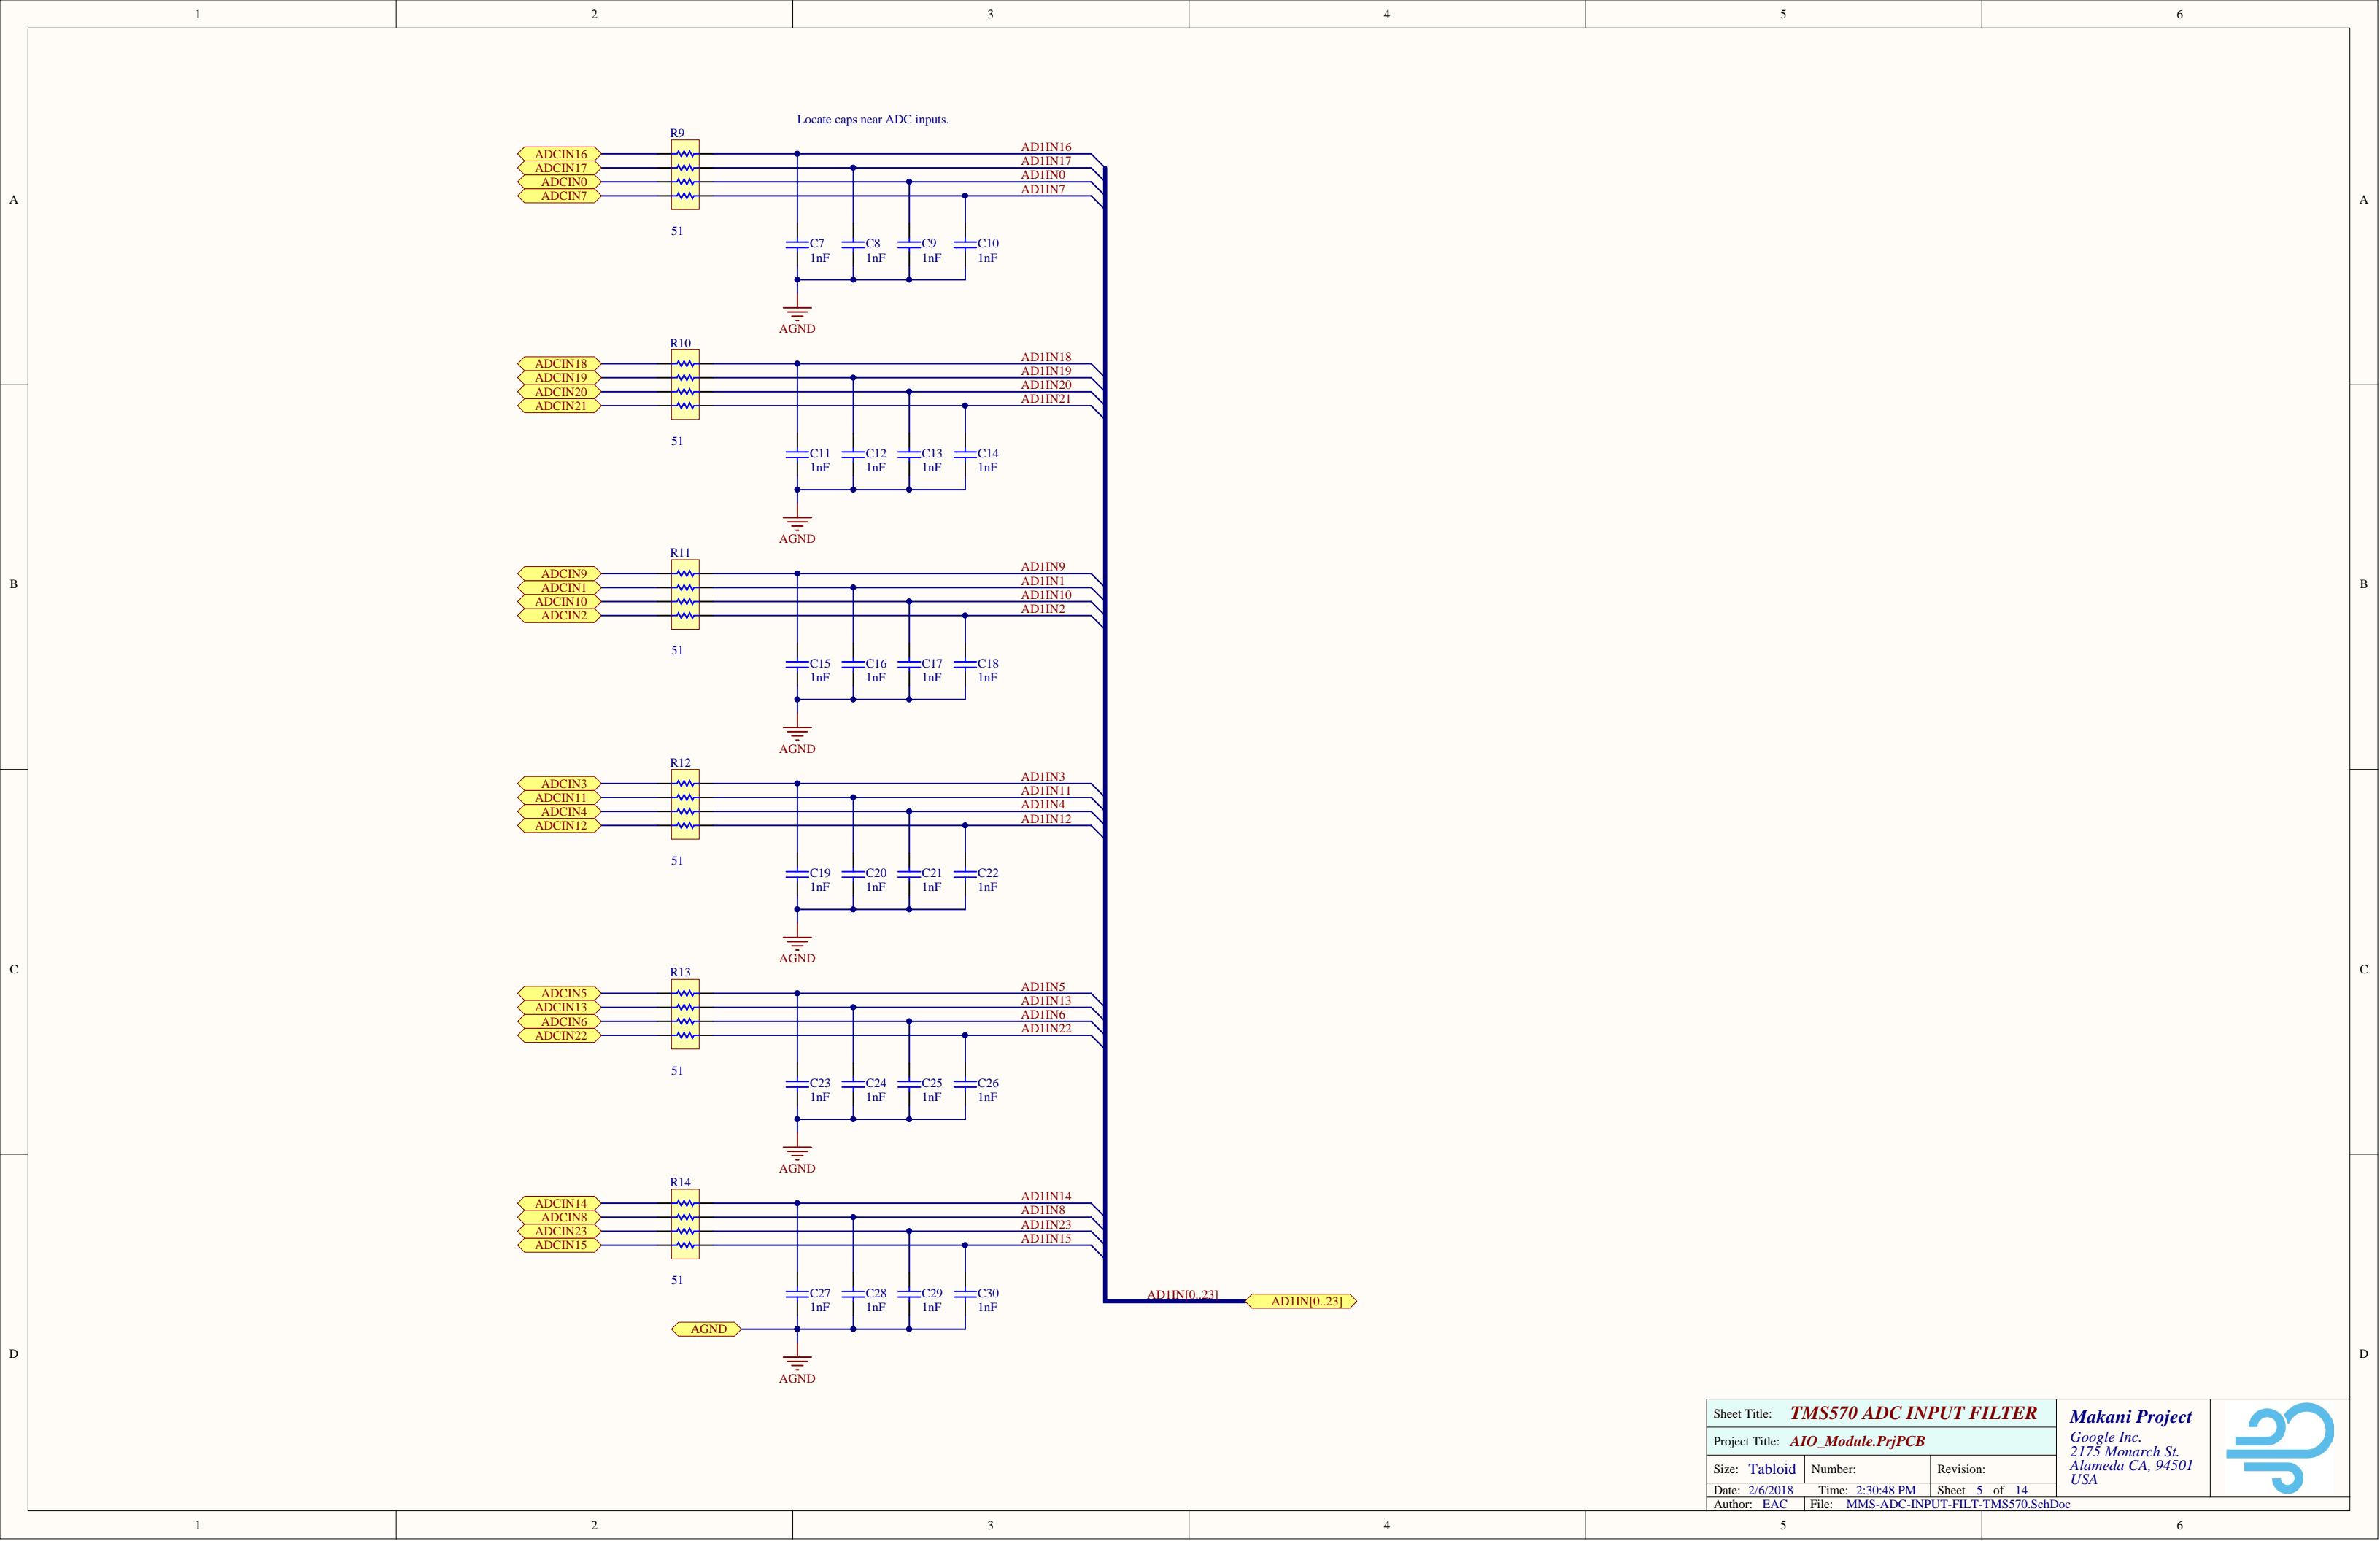 1 2 3 4 5 6
Locate caps near ADC inputs.
A A
R9
ADCIN16 AD1IN16
ADCIN17 AD1IN17
ADCIN0 AD1IN0
ADCIN7 AD1IN7
51
C7 C8 C9 C10
1nF 1nF 1nF 1nF
AGND
R10
ADCIN18 AD1IN18
ADCIN19 AD1IN19
ADCIN20 AD1IN20
ADCIN21 AD1IN21
51
C11 C12 C13 C14
1nF 1nF 1nF 1nF
AGND
B B
R11
ADCIN9 AD1IN9
ADCIN1 AD1IN1
ADCIN10 AD1IN10
ADCIN2 AD1IN2
51
C15 C16 C17 C18
1nF 1nF 1nF 1nF
AGND
R12
ADCIN3 AD1IN3
ADCIN11 AD1IN11
ADCIN4 AD1IN4
ADCIN12 AD1IN12
51
C19 C20 C21 C22
1nF 1nF 1nF 1nF
AGND
C C
R13
ADCIN5 AD1IN5
ADCIN13 AD1IN13
ADCIN6 AD1IN6
ADCIN22 AD1IN22
51
C23 C24 C25 C26
1nF 1nF 1nF 1nF
AGND
R14
ADCIN14 AD1IN14
ADCIN8 AD1IN8
ADCIN23 AD1IN23
ADCIN15 AD1IN15
51
C27 C28 C29 C30
1nF 1nF 1nF 1nF
AD1IN[0..23] AD1IN[0..23]
AGND
AGND
D D
Sheet Title: TMS570 ADC INPUT FILTER
Project Title: AIO_Module.PrjPCB
Size: Tabloid Number: Revision:
Date: 2/6/2018 Time: 2:30:48 PM Sheet 5 of 14
Author: EAC File: MMS-ADC-INPUT-FILT-TMS570.SchDoc
Makani Project
Google Inc.
2175 Monarch St.
Alameda CA, 94501
USA
1 2 3 4 5 6